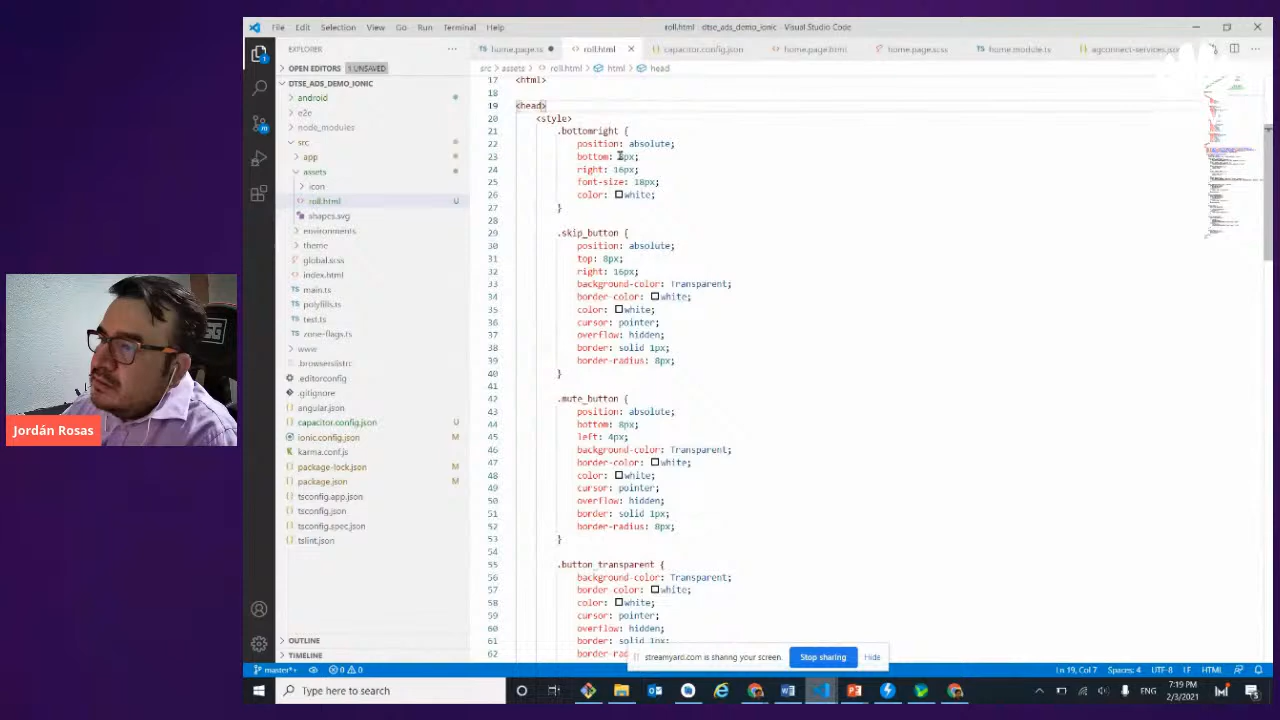 File Edit Selection View Go Run Terminal Help
roll.html - dtse_ads_demo_ionic - Visual Studio Code
EXPLORER
home.page.ts
roll.html
capacitor.config.json
home.page.html
home.page.scss
home.module.ts
agconnect-services.json
OPEN EDITORS 1 UNSAVED
src > assets > roll.html > html > head
DTSE_ADS_DEMO_IONIC
android
e2e
node_modules
src
app
assets
icon
roll.html U
shapes.svg
environments
theme
global.scss
index.html
main.ts
polyfills.ts
test.ts
zone-flags.ts
www
.browserslistrc
.editorconfig
.gitignore
angular.json
capacitor.config.json U
ionic.config.json M
karma.conf.js
package-lock.json M
package.json M
tsconfig.app.json
tsconfig.json
tsconfig.spec.json
tslint.json
OUTLINE
TIMELINE
17 <html>
18
19 <head>
20 <style>
21 .bottomright {
22 position: absolute;
23 bottom: 8px;
24 right: 16px;
25 font-size: 18px;
26 color: white;
27 }
28
29 .skip_button {
30 position: absolute;
31 top: 8px;
32 right: 16px;
33 background-color: Transparent;
34 border-color: white;
35 color: white;
36 cursor: pointer;
37 overflow: hidden;
38 border: solid 1px;
39 border-radius: 8px;
40 }
41
42 .mute_button {
43 position: absolute;
44 bottom: 8px;
45 left: 4px;
46 background-color: Transparent;
47 border-color: white;
48 color: white;
49 cursor: pointer;
50 overflow: hidden;
51 border: solid 1px;
52 border-radius: 8px;
53 }
54
55 .button_transparent {
56 background-color: Transparent;
57 border-color: white;
58 color: white;
59 cursor: pointer;
60 overflow: hidden;
61 border: solid 1px;
62 border-ra
streamyard.com is sharing your screen.
Stop sharing
Hide
Jordán Rosas
master*+
0 0
Ln 19, Col 7 Spaces: 4 UTF-8 LF HTML
Type here to search
ENG
7:19 PM
2/3/2021